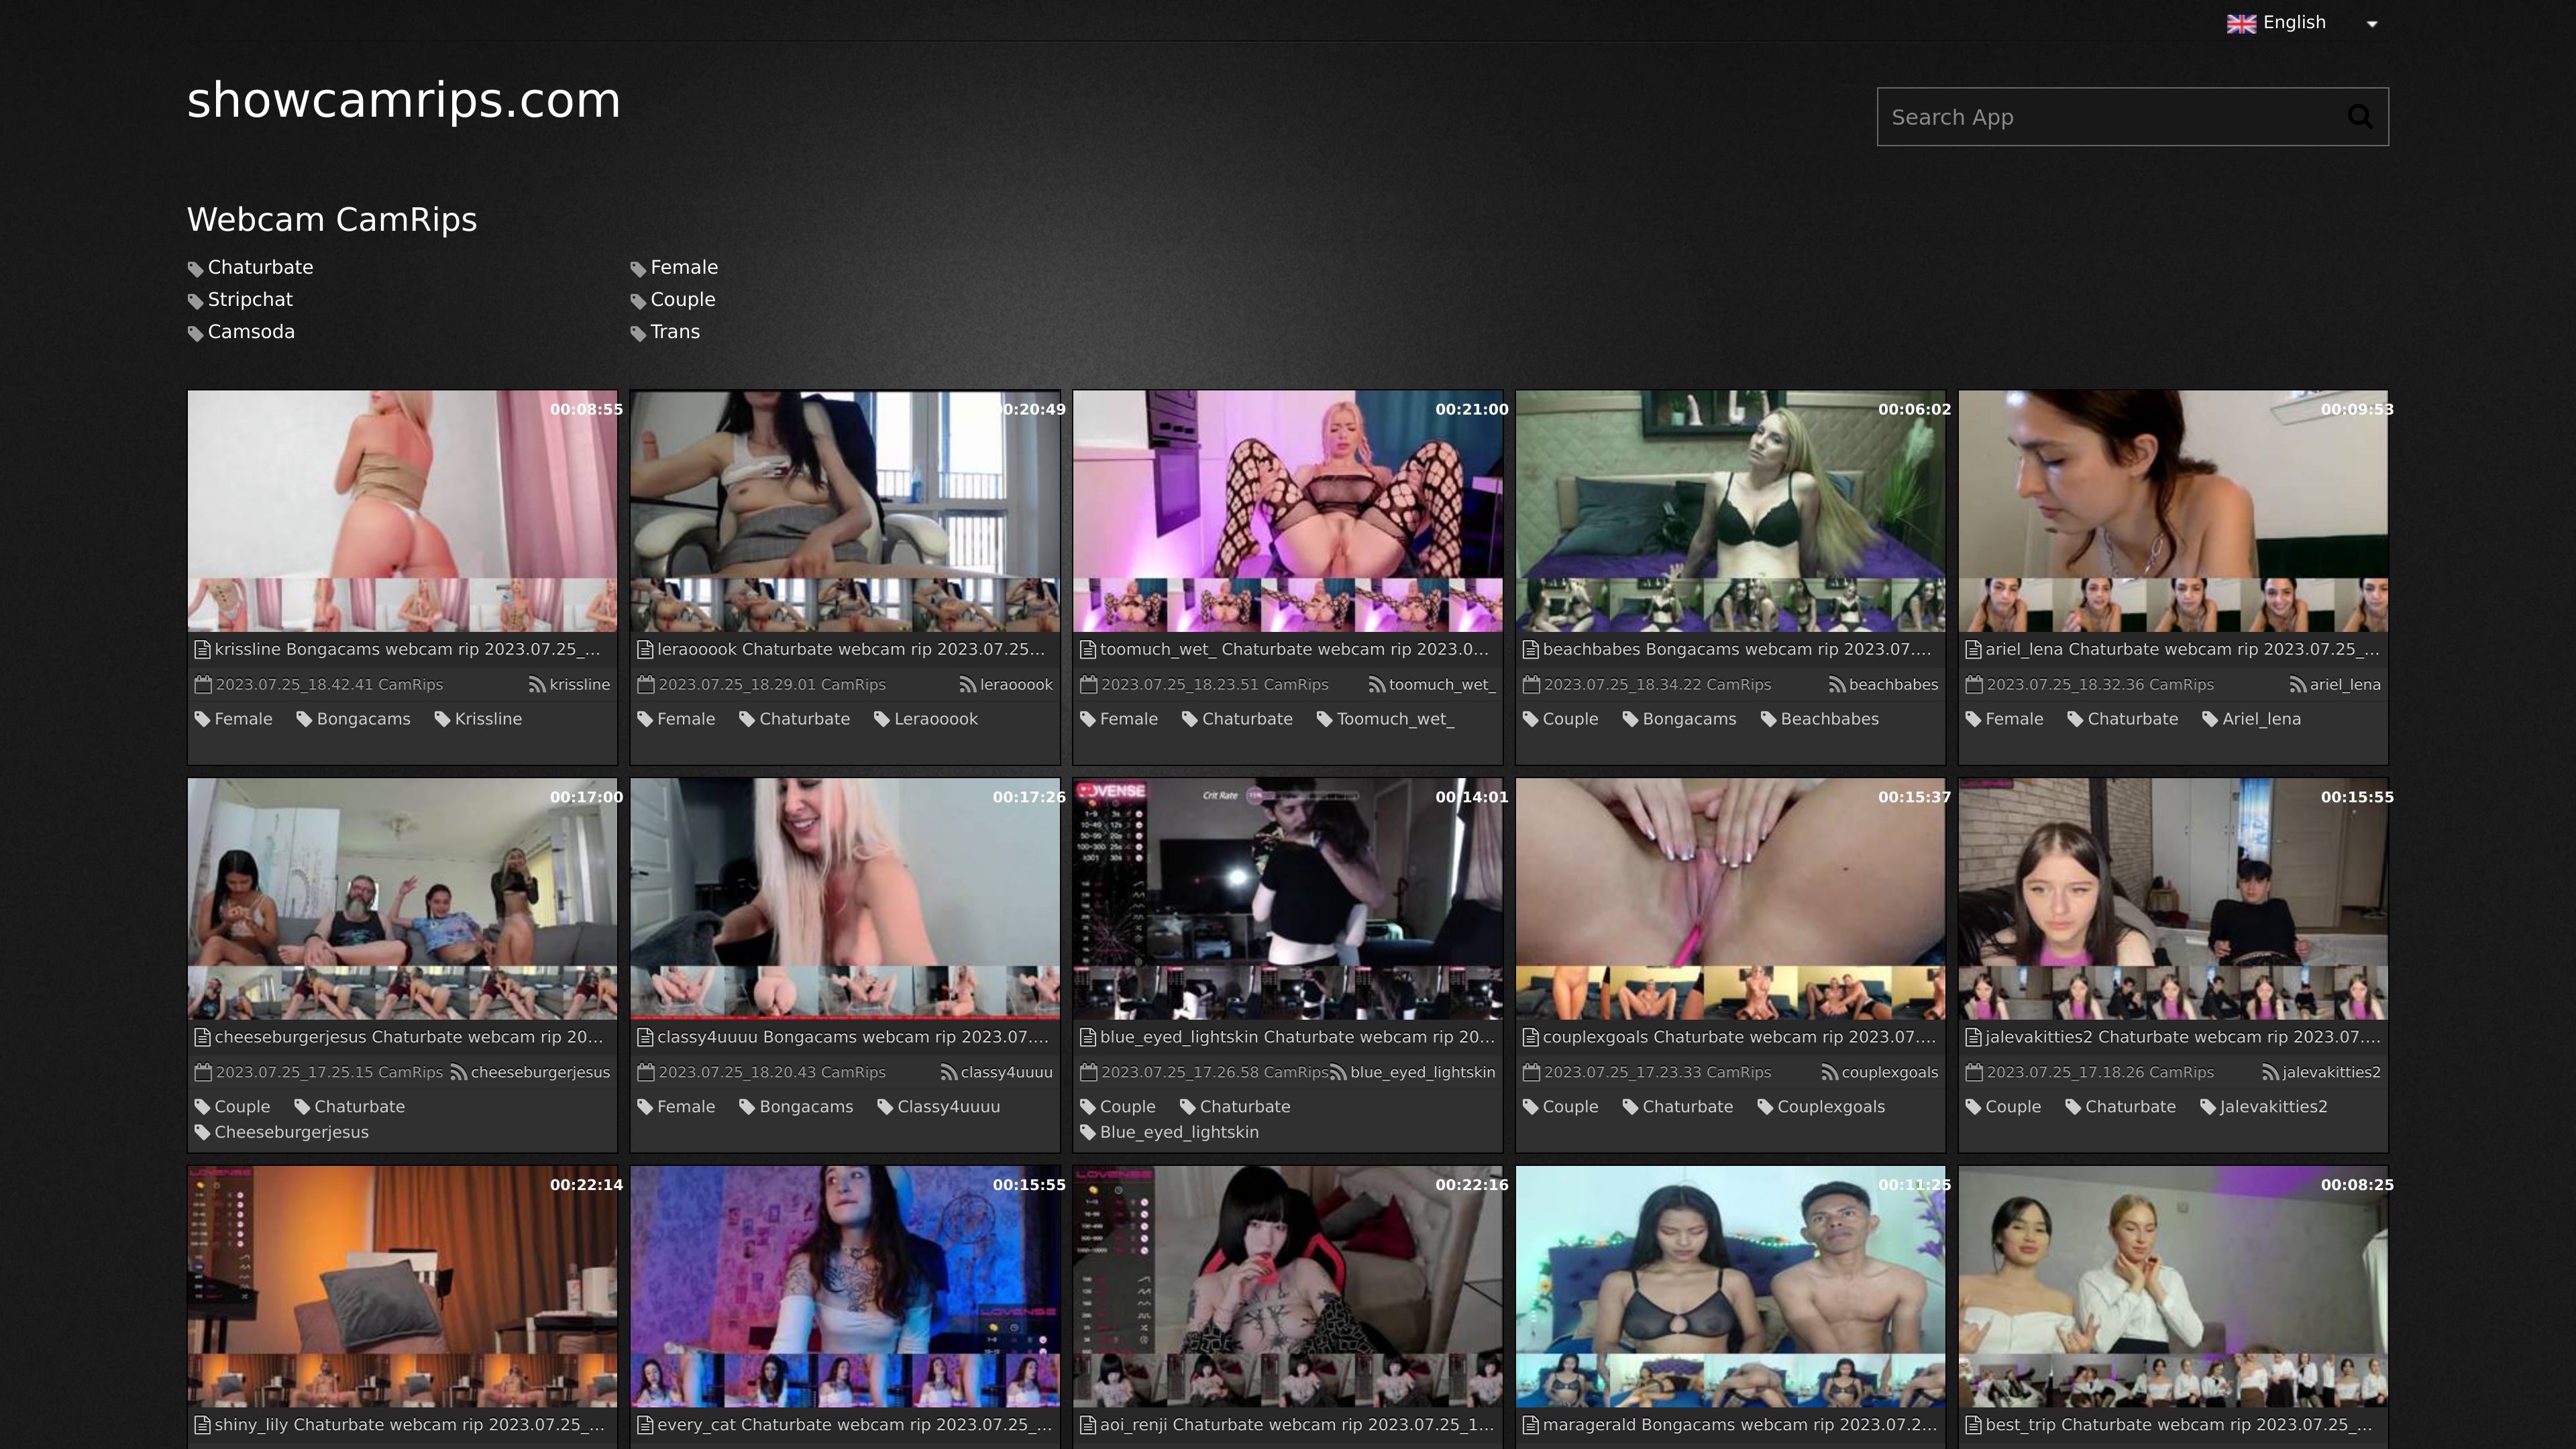 English
showcamrips.com
Search App
Webcam CamRips
Chaturbate
Female
Stripchat
Couple
Camsoda
Trans
00:08:55
00:20:49
00:21:00
00:06:02
00:09:53
krissline Bongacams webcam rip 2023.07.25_...
leraooook Chaturbate webcam rip 2023.07.25...
toomuch_wet_ Chaturbate webcam rip 2023.0...
beachbabes Bongacams webcam rip 2023.07....
ariel_lena Chaturbate webcam rip 2023.07.25_...
2023.07.25_18.42.41 CamRips krissline
2023.07.25_18.29.01 CamRips leraooook
2023.07.25_18.23.51 CamRips toomuch_wet_
2023.07.25_18.34.22 CamRips beachbabes
2023.07.25_18.32.36 CamRips ariel_lena
Female Bongacams Krissline
Female Chaturbate Leraooook
Female Chaturbate Toomuch_wet_
Couple Bongacams Beachbabes
Female Chaturbate Ariel_lena
00:17:00
00:17:26
OVENSE
Crit Rate
00:14:01
00:15:37
00:15:55
cheeseburgerjesus Chaturbate webcam rip 20...
classy4uuuu Bongacams webcam rip 2023.07....
blue_eyed_lightskin Chaturbate webcam rip 20...
couplexgoals Chaturbate webcam rip 2023.07....
jalevakitties2 Chaturbate webcam rip 2023.07....
2023.07.25_17.25.15 CamRips cheeseburgerjesus
2023.07.25_18.20.43 CamRips classy4uuuu
2023.07.25_17.26.58 CamRips blue_eyed_lightskin
2023.07.25_17.23.33 CamRips couplexgoals
2023.07.25_17.18.26 CamRips jalevakitties2
Couple Chaturbate
Cheeseburgerjesus
Female Bongacams Classy4uuuu
Couple Chaturbate
Blue_eyed_lightskin
Couple Chaturbate Couplexgoals
Couple Chaturbate Jalevakitties2
LOVENSE
00:22:14
00:15:55
LOVENSE
LOVENSE
00:22:16
00:11:25
00:08:25
shiny_lily Chaturbate webcam rip 2023.07.25_...
every_cat Chaturbate webcam rip 2023.07.25_...
aoi_renji Chaturbate webcam rip 2023.07.25_1...
maragerald Bongacams webcam rip 2023.07.2...
best_trip Chaturbate webcam rip 2023.07.25_...